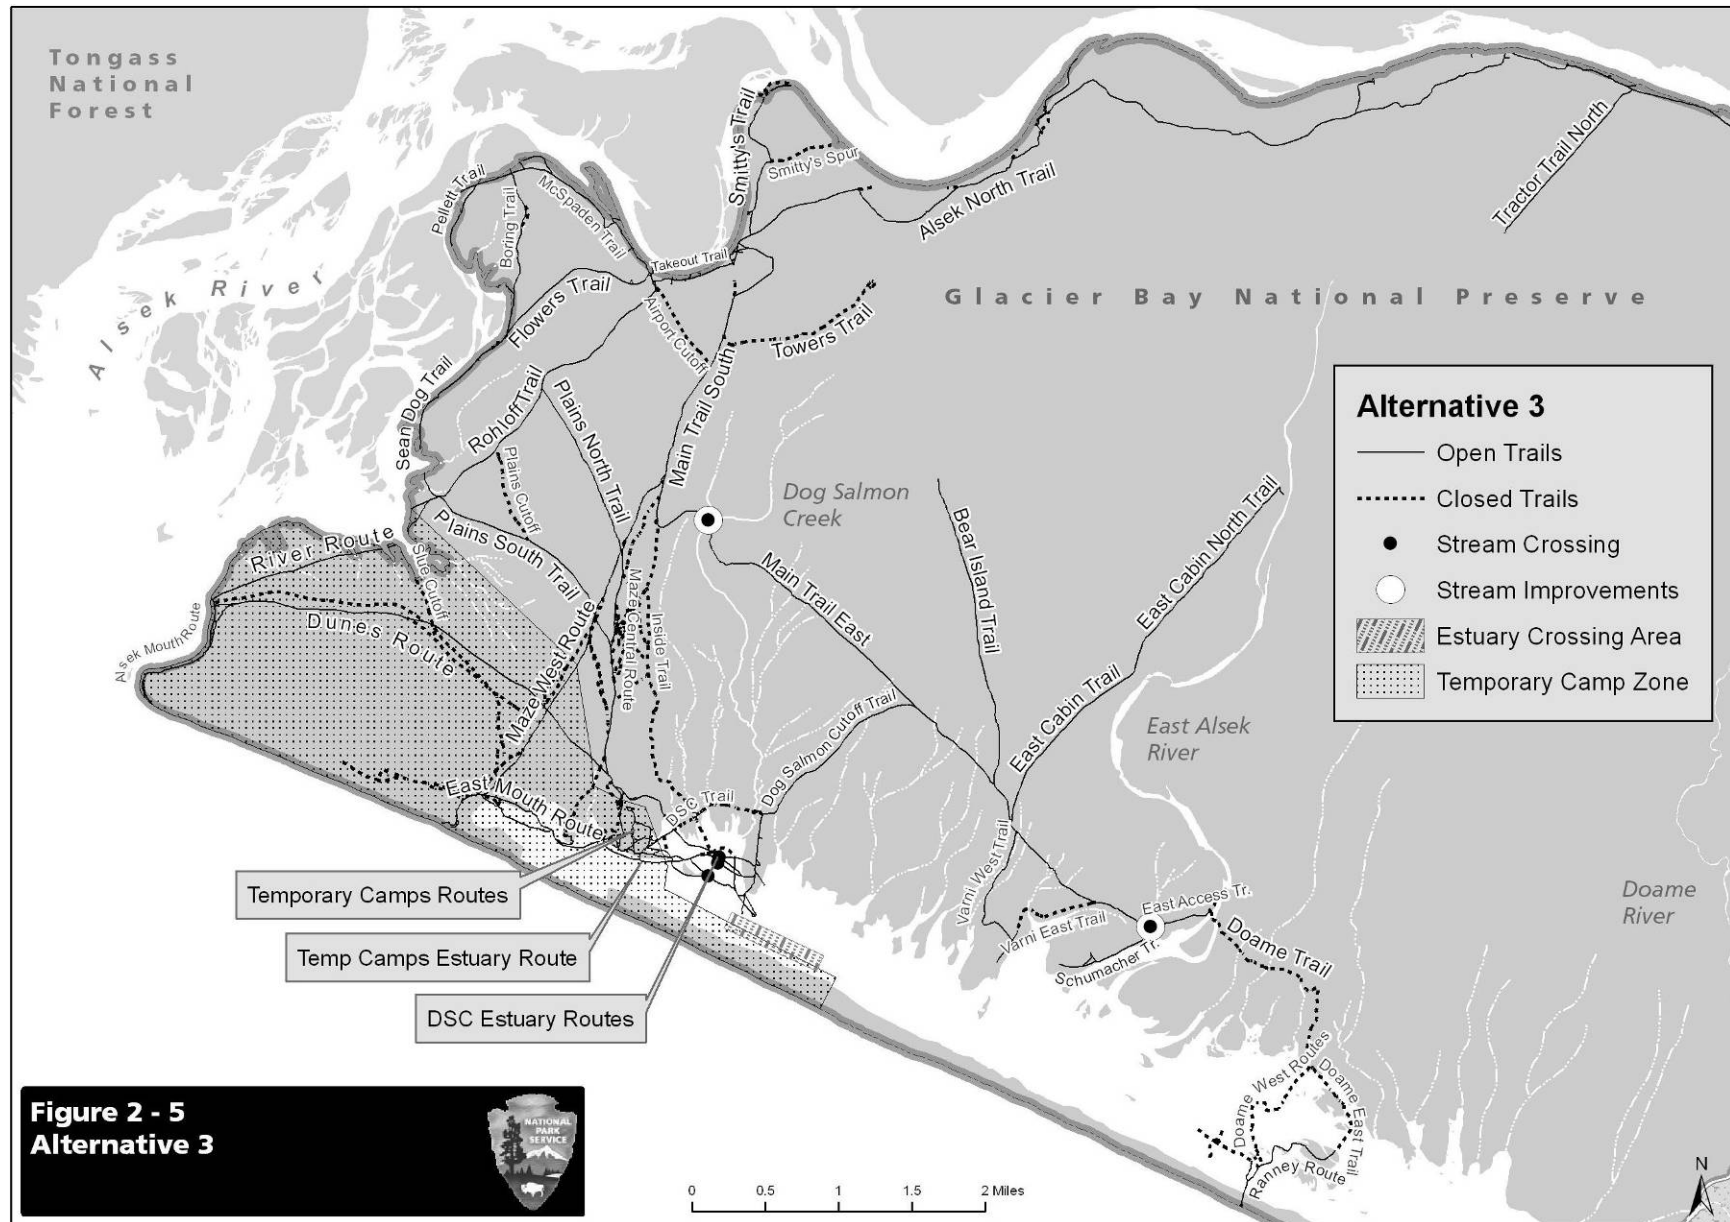 Tongass
National
Forest
Smitty's Trail
Smitty's Spur
Pellett Trail
McSpaden Trail
Boring Trail
Alsek North Trail
Tractor Trail North
Takeout Trail
Alsek River
Flowers Trail
Airport Cutoff
Towers Trail
Glacier Bay National Preserve
Sean Dog Trail
Rohloff Trail
Plains North Trail
Main Trail South
Plains Cutoff
Dog Salmon
Creek
Bear Island Trail
East Cabin North Trail
River Route
Plains South Trail
Slue Cutoff
Maze Central Route
Inside Trail
Main Trail East
Alsek Mouth Route
Dunes Route
Maze West Route
East Cabin Trail
East Alsek
River
Dog Salmon Cutoff Trail
East Mouth Route
DSC Trail
Varni West Trail
Temporary Camps Routes
Temp Camps Estuary Route
DSC Estuary Routes
Varni East Trail
East Access Tr.
Schumacher Tr.
Doame Trail
Doame
River
Doame West Routes
Doame East Trail
Ranney Route
Alternative 3
Open Trails
Closed Trails
Stream Crossing
Stream Improvements
Estuary Crossing Area
Temporary Camp Zone
Figure 2 - 5
Alternative 3
NATIONAL
PARK
SERVICE
0 0.5 1 1.5 2 Miles
N